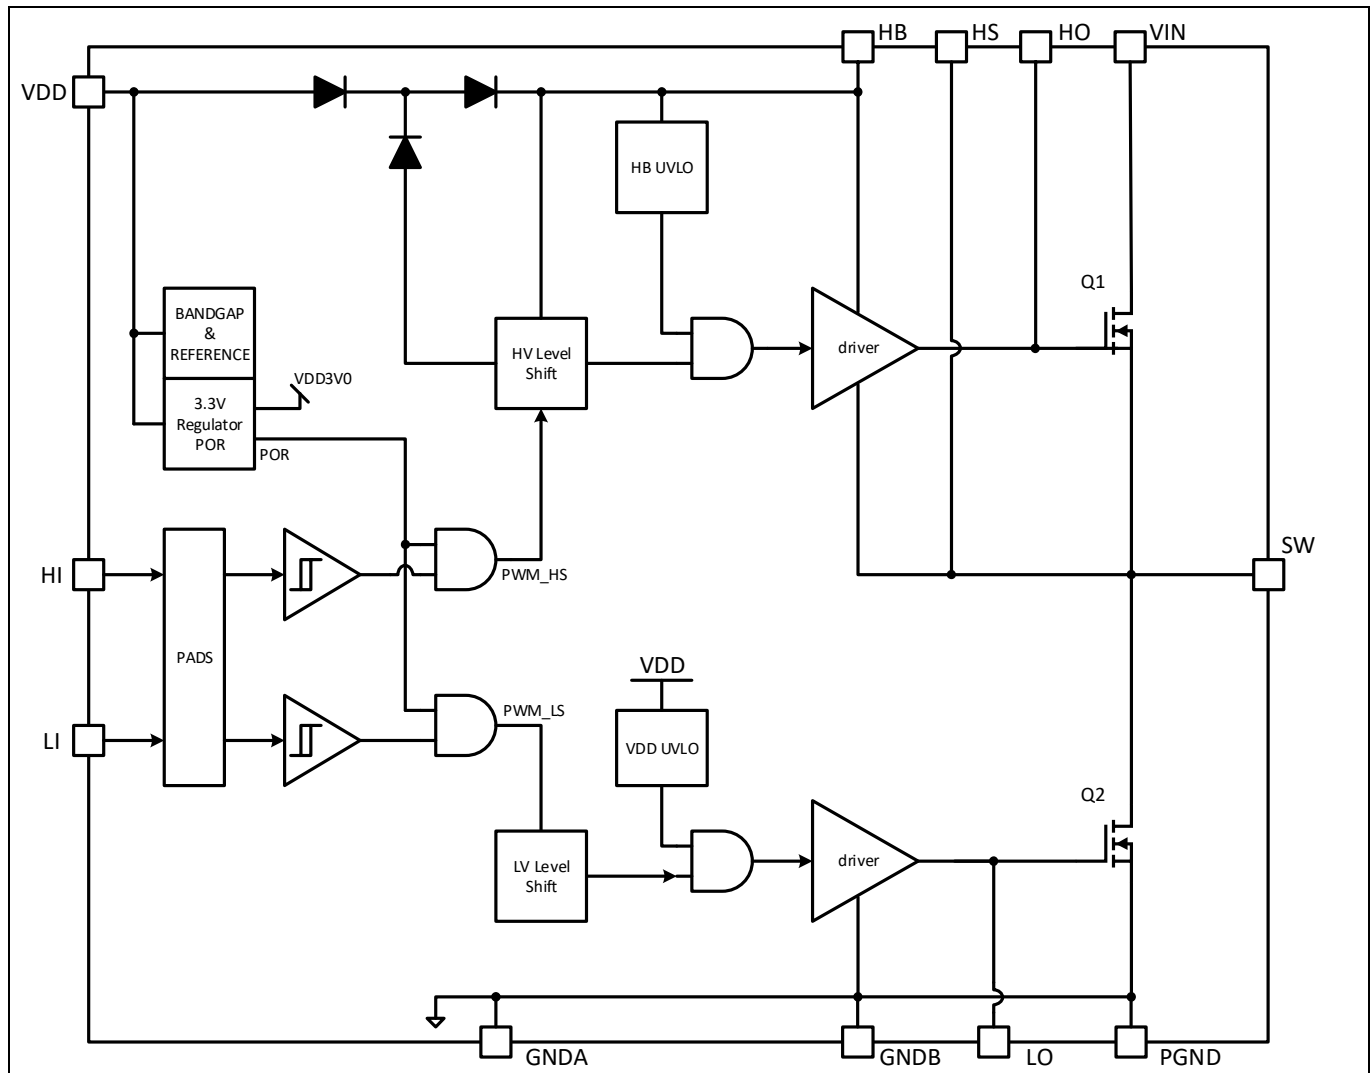 HB
HS
HO
VIN
VDD
HB UVLO
Q1
BANDGAP
&
REFERENCE
HV Level
Shift
driver
VDD3V0
3.3V
Regulator
POR
POR
SW
HI
PWM_HS
PADS
VDD
PWM_LS
LI
VDD UVLO
Q2
LV Level
Shift
driver
GNDA
GNDB
LO
PGND